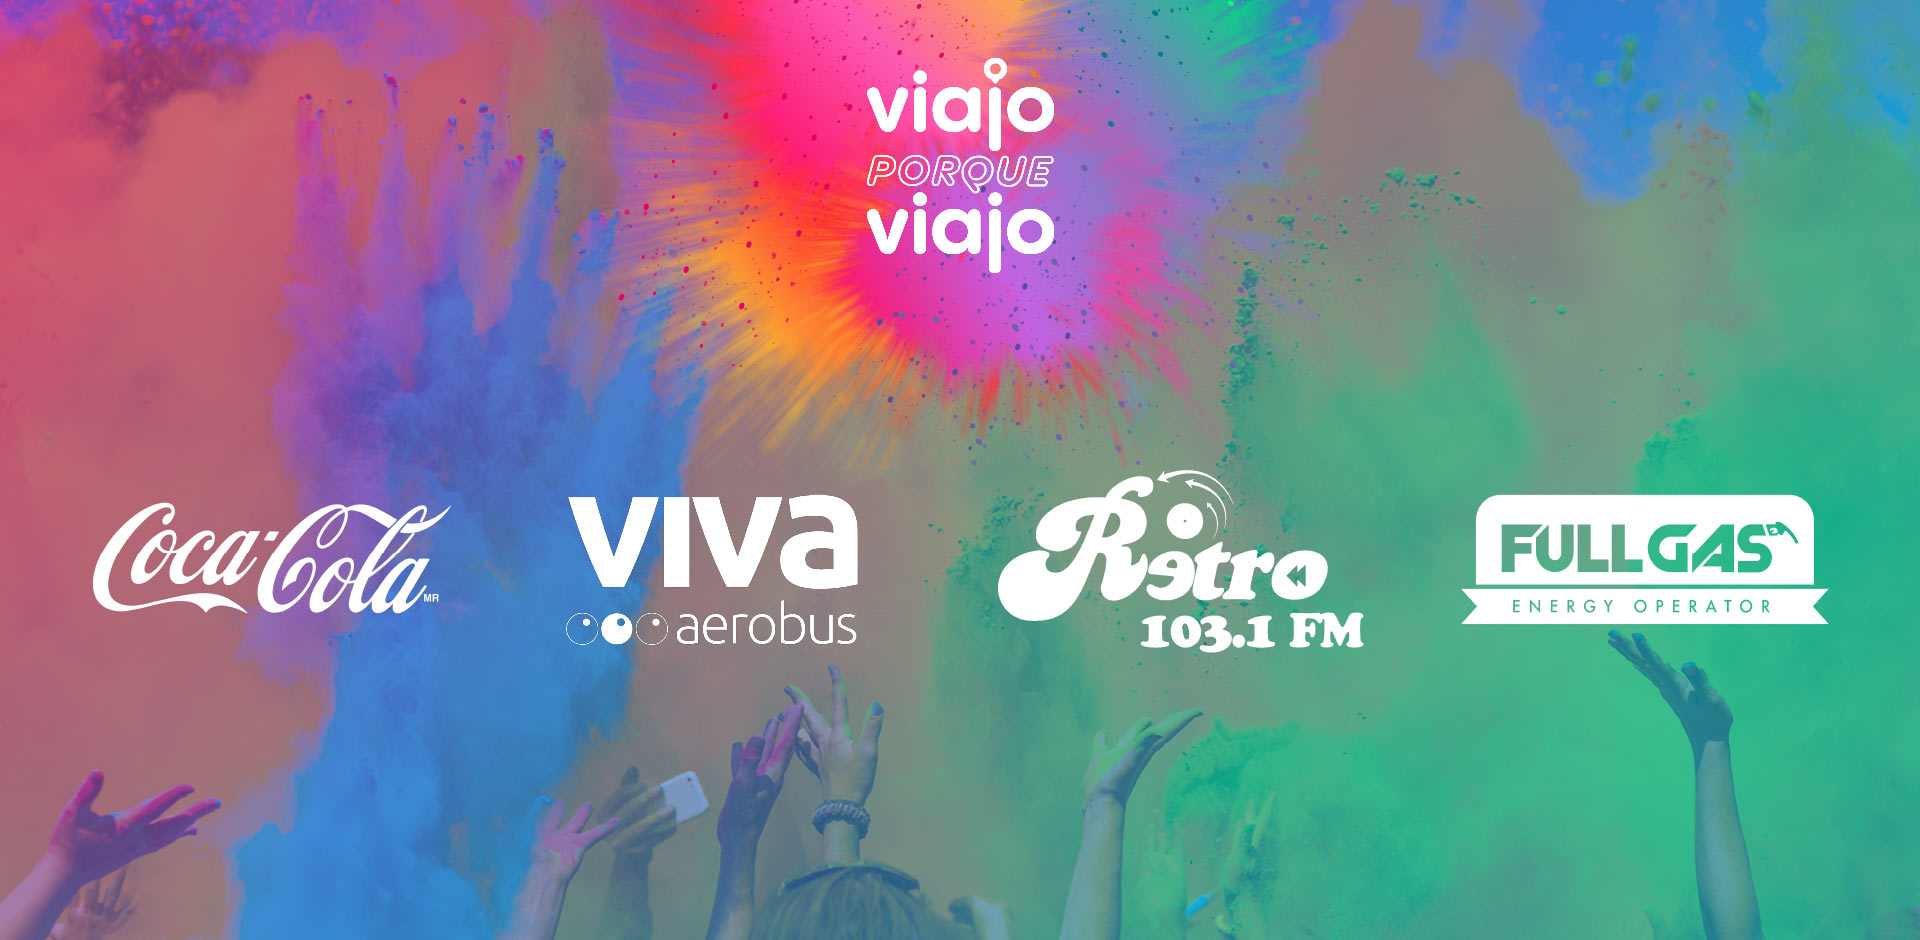 viajo
PORQUE
viajo
Coca-Cola MR
viva
aerobus
Retro
103.1 FM
FULLGAS
ENERGY OPERATOR